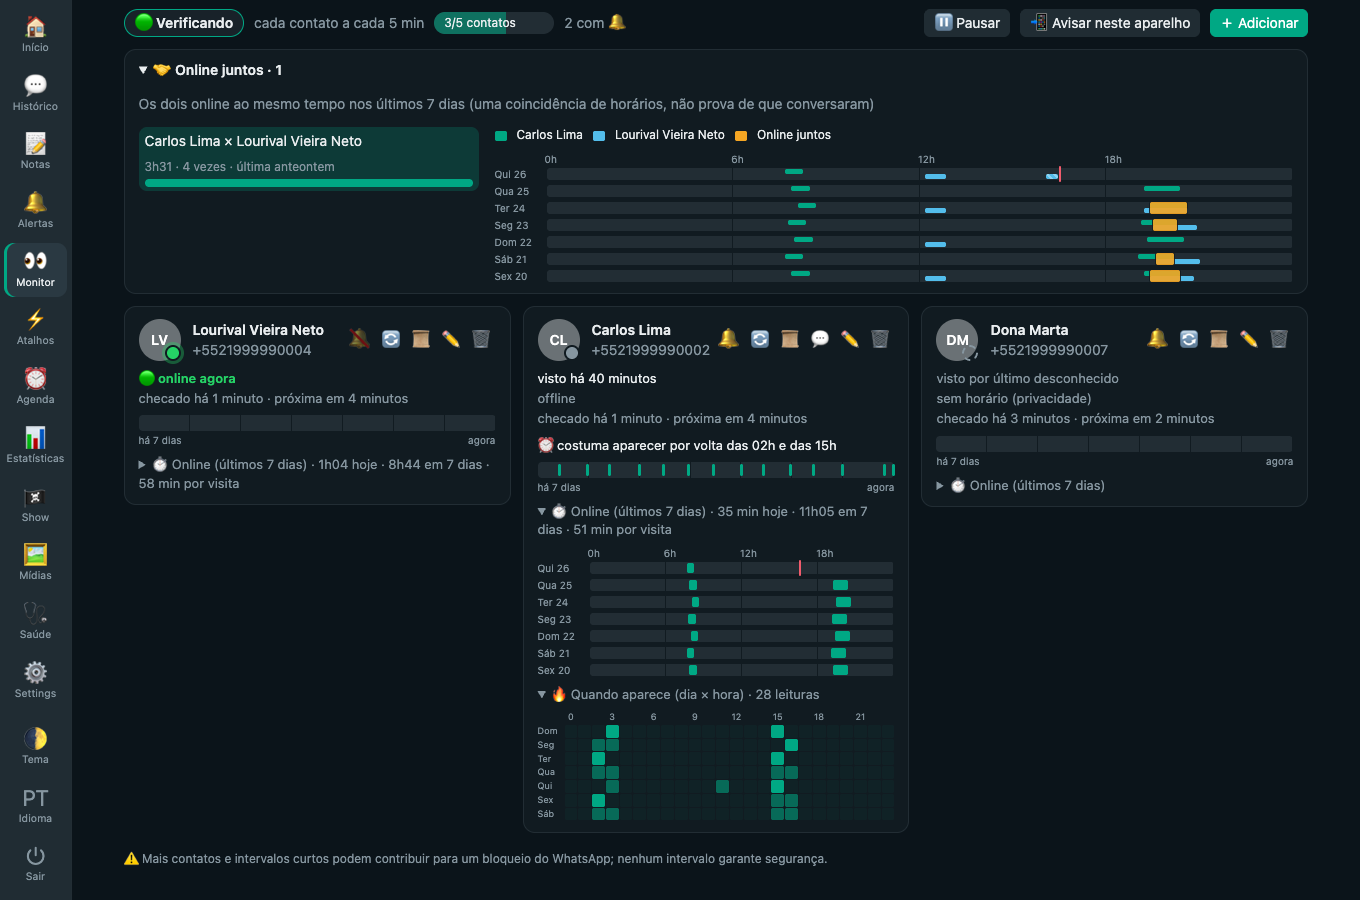 Início
Histórico
Notas
Alertas
Monitor
Atalhos
Agenda
Estatísticas
Show
Mídias
Saúde
Settings
Tema
PT
Idioma
Sair
Verificando cada contato a cada 5 min 3/5 contatos 2 com
Pausar Avisar neste aparelho + Adicionar
Online juntos · 1
Os dois online ao mesmo tempo nos últimos 7 dias (uma coincidência de horários, não prova de que conversaram)
Carlos Lima × Lourival Vieira Neto
3h31 · 4 vezes · última anteontem
Carlos Lima Lourival Vieira Neto Online juntos
0h 6h 12h 18h
Qui 26
Qua 25
Ter 24
Seg 23
Dom 22
Sáb 21
Sex 20
LV
Lourival Vieira Neto
+5521999990004
online agora
checado há 1 minuto · próxima em 4 minutos
há 7 dias agora
Online (últimos 7 dias) · 1h04 hoje · 8h44 em 7 dias ·
58 min por visita
CL
Carlos Lima
+5521999990002
visto há 40 minutos
offline
checado há 1 minuto · próxima em 4 minutos
costuma aparecer por volta das 02h e das 15h
há 7 dias agora
Online (últimos 7 dias) · 35 min hoje · 11h05 em 7
dias · 51 min por visita
0h 6h 12h 18h
Qui 26
Qua 25
Ter 24
Seg 23
Dom 22
Sáb 21
Sex 20
Quando aparece (dia × hora) · 28 leituras
0 3 6 9 12 15 18 21
Dom
Seg
Ter
Qua
Qui
Sex
Sáb
DM
Dona Marta
+5521999990007
visto por último desconhecido
sem horário (privacidade)
checado há 3 minutos · próxima em 2 minutos
há 7 dias agora
Online (últimos 7 dias)
Mais contatos e intervalos curtos podem contribuir para um bloqueio do WhatsApp; nenhum intervalo garante segurança.